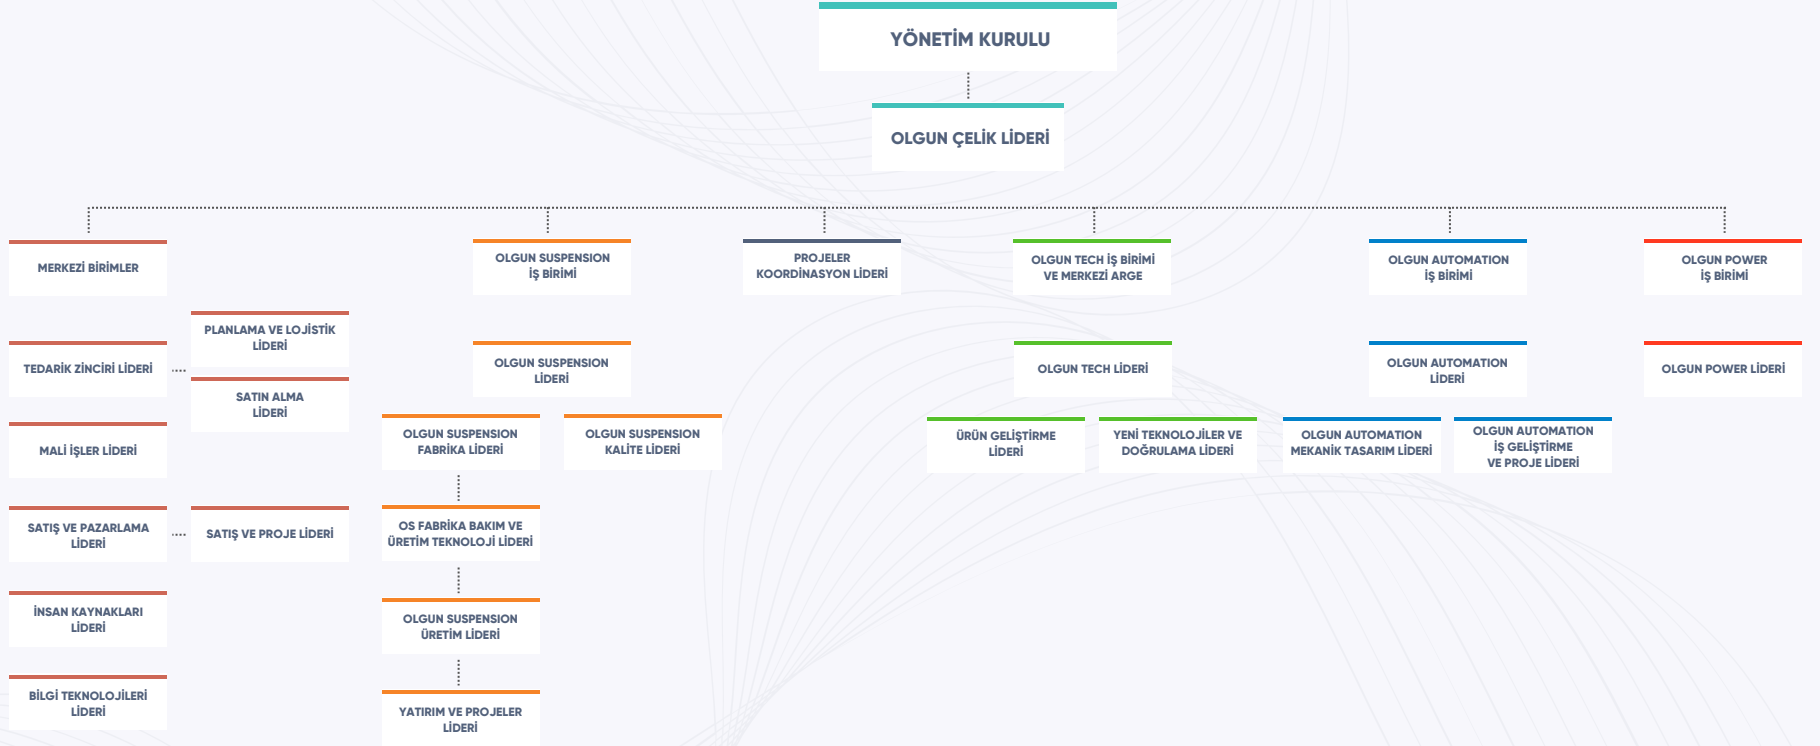 YÖNETİM KURULU
OLGUN ÇELİK LİDERİ
MERKEZİ BİRİMLER
OLGUN SUSPENSION
İŞ BİRİMİ
PROJELER
KOORDİNASYON LİDERİ
OLGUN TECH İŞ BİRİMİ
VE MERKEZİ ARGE
OLGUN AUTOMATION
İŞ BİRİMİ
OLGUN POWER
İŞ BİRİMİ
TEDARİK ZİNCİRİ LİDERİ
PLANLAMA VE LOJİSTİK
LİDERİ
SATIN ALMA
LİDERİ
MALİ İŞLER LİDERİ
SATIŞ VE PAZARLAMA
LİDERİ
SATIŞ VE PROJE LİDERİ
İNSAN KAYNAKLARI
LİDERİ
BİLGİ TEKNOLOJİLERİ
LİDERİ
OLGUN SUSPENSION
LİDERİ
OLGUN SUSPENSION
FABRİKA LİDERİ
OLGUN SUSPENSION
KALİTE LİDERİ
OS FABRİKA BAKIM VE
ÜRETİM TEKNOLOJİ LİDERİ
OLGUN SUSPENSION
ÜRETİM LİDERİ
YATIRIM VE PROJELER
LİDERİ
OLGUN TECH LİDERİ
ÜRÜN GELİŞTİRME
LİDERİ
YENİ TEKNOLOJİLER VE
DOĞRULAMA LİDERİ
OLGUN AUTOMATION
LİDERİ
OLGUN AUTOMATION
MEKANİK TASARIM LİDERİ
OLGUN AUTOMATION
İŞ GELİŞTİRME
VE PROJE LİDERİ
OLGUN POWER LİDERİ